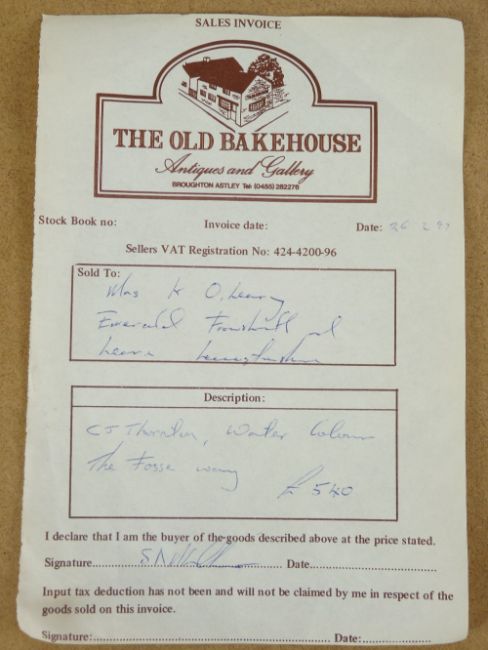 SALES INVOICE
THE OLD BAKEHOUSE
Antiques and Gallery
BROUGHTON ASTLEY Tel: (0455) 282276
Stock Book no: Invoice date: Date: 26 2 97
Sellers VAT Registration No: 424-4200-96
Sold To:
Mrs K O'Leary
Emerald
Leics Leicestershire
Description:
CJ Thornton, Water Colour
The Fosse way
£ 540
I declare that I am the buyer of the goods described above at the price stated.
Signature.................... Date....................
Input tax deduction has not been and will not be claimed by me in respect of the
goods sold on this invoice.
Signature:.................... Date:....................